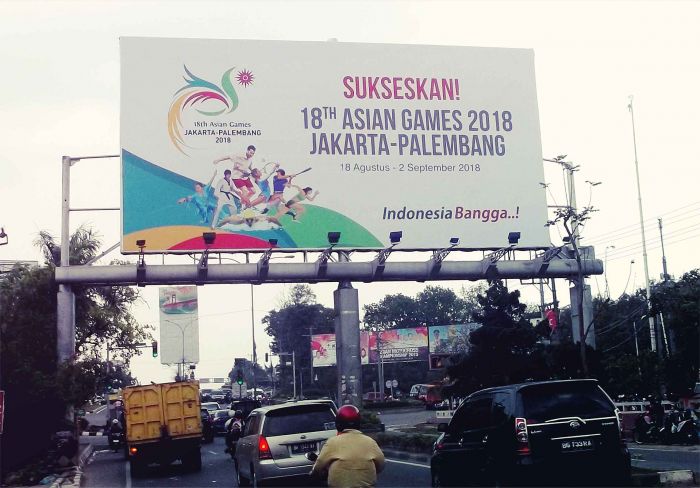 18th Asian Games
JAKARTA-PALEMBANG
2018
SUKSESKAN!
18TH ASIAN GAMES 2018
JAKARTA-PALEMBANG
18 Agustus - 2 September 2018
Indonesia Bangga..!